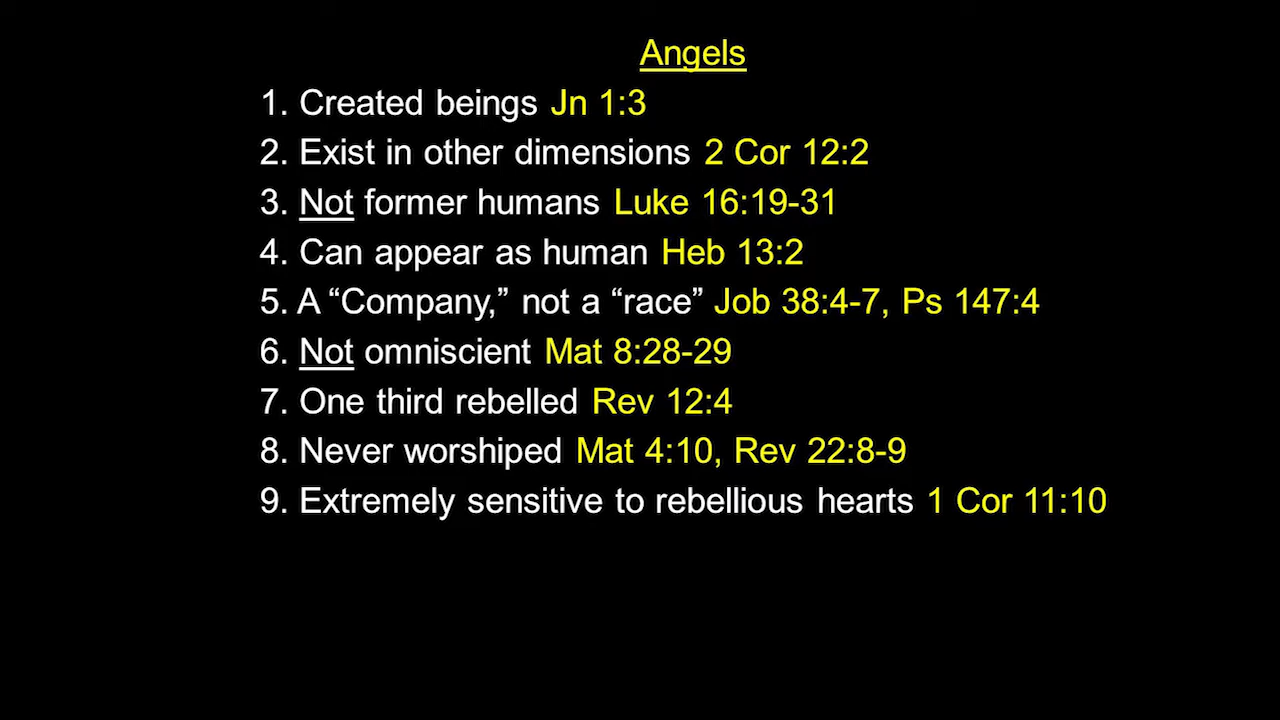 Angels
1. Created beings Jn 1:3
2. Exist in other dimensions 2 Cor 12:2
3. Not former humans Luke 16:19-31
4. Can appear as human Heb 13:2
5. A “Company,” not a “race” Job 38:4-7, Ps 147:4
6. Not omniscient Mat 8:28-29
7. One third rebelled Rev 12:4
8. Never worshiped Mat 4:10, Rev 22:8-9
9. Extremely sensitive to rebellious hearts 1 Cor 11:10